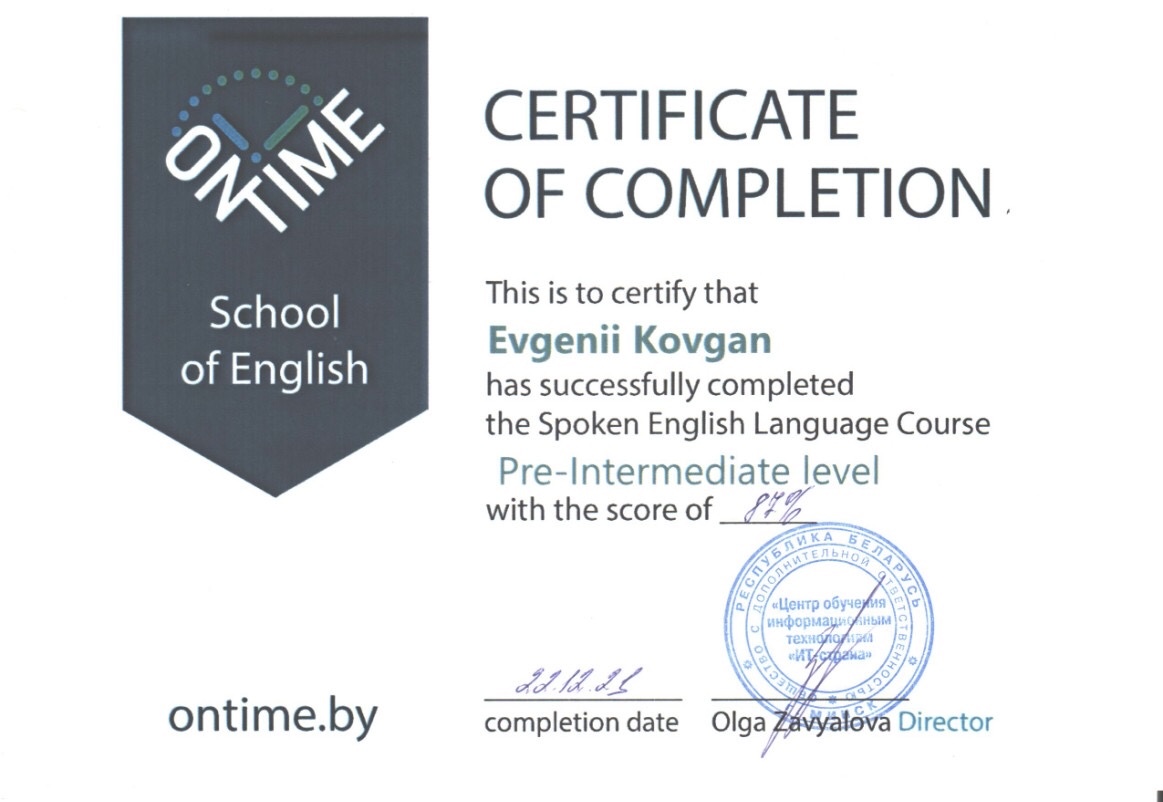 ONTIME
School
of English
CERTIFICATE
OF COMPLETION
This is to certify that
Evgenii Kovgan
has successfully completed
the Spoken English Language Course
Pre-Intermediate level
with the score of 87%
РЕСПУБЛИКА БЕЛАРУСЬ
ОБЩЕСТВО С ДОПОЛНИТЕЛЬНОЙ ОТВЕТСТВЕННОСТЬЮ
«Центр обучения
информационным
технологиям
«ИТ-страна»
МИНСК
22.12.21
completion date
Olga Zavyalova Director
ontime.by